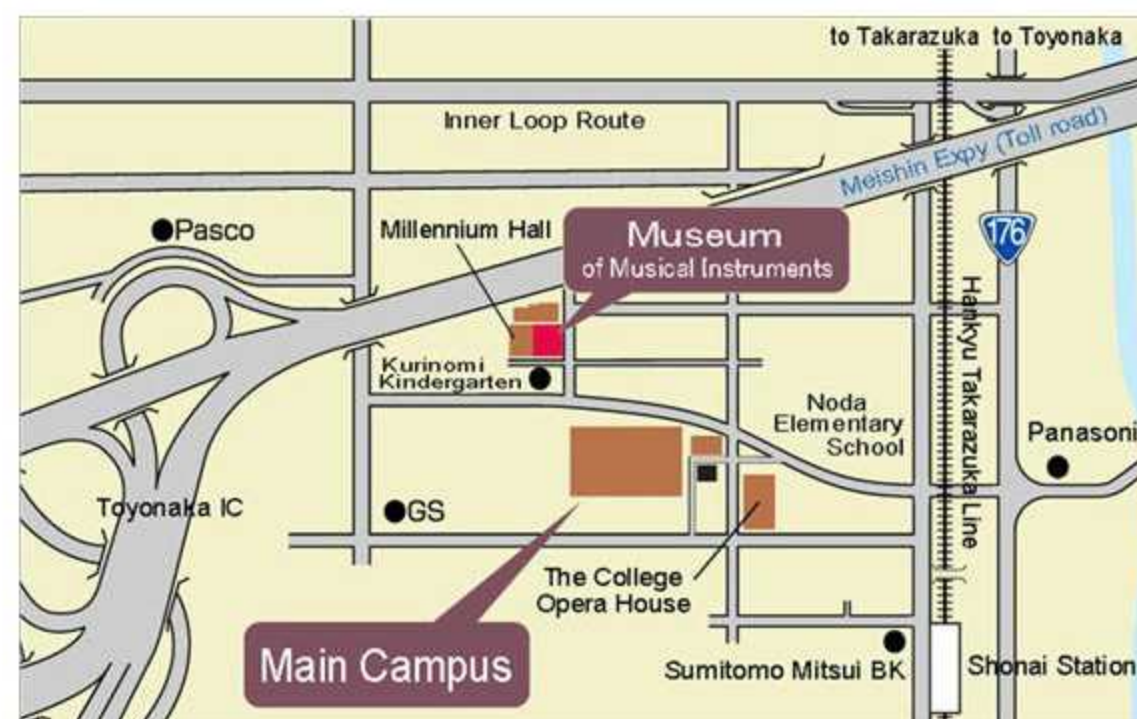 to Takarazuka to Toyonaka
Inner Loop Route
Meishin Expy (Toll road)
Pasco
Millennium Hall
Museum
of Musical Instruments
176
Hankyu Takarazuka Line
Kurinomi
Kindergarten
Noda
Elementary
School
Panasoni
Toyonaka IC
GS
The College
Opera House
Main Campus
Sumitomo Mitsui BK
Shonai Station